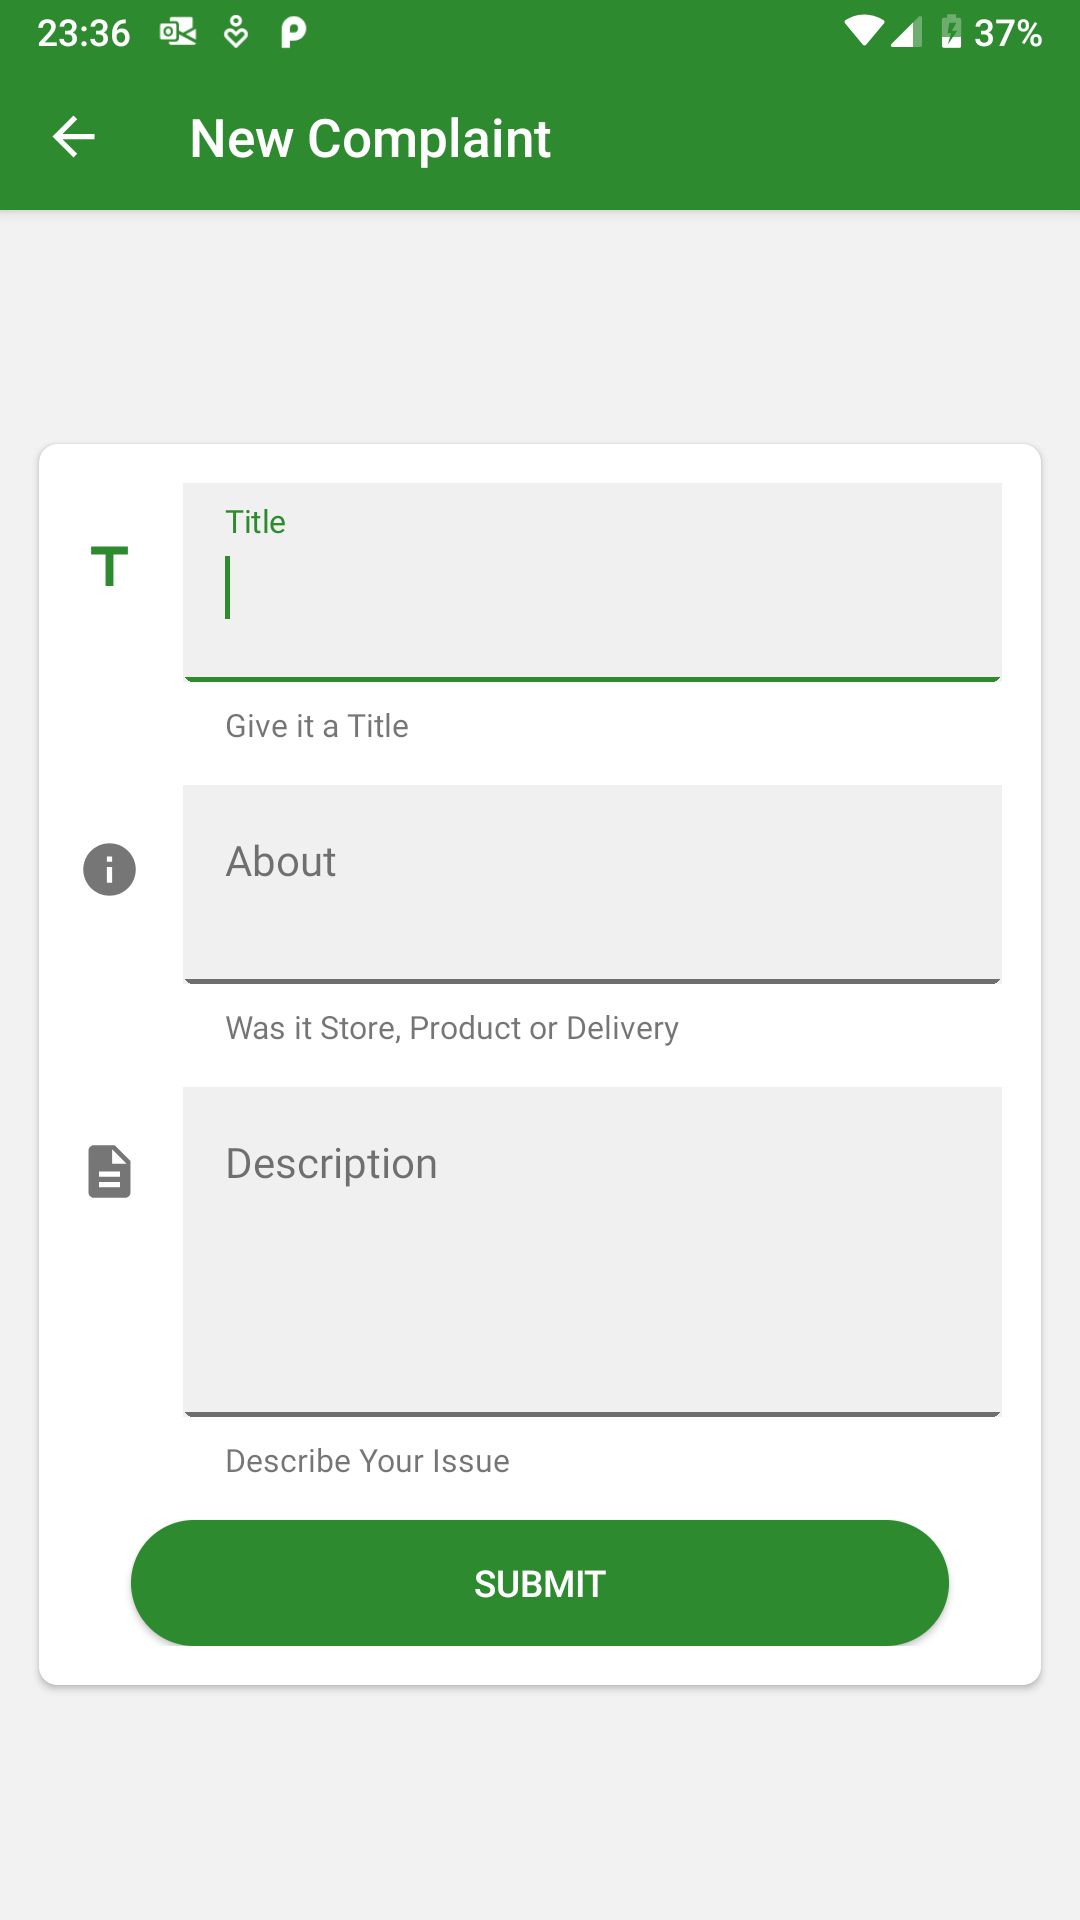 23:36 37%
New Complaint
Title
Give it a Title
About
Was it Store, Product or Delivery
Description
Describe Your Issue
SUBMIT